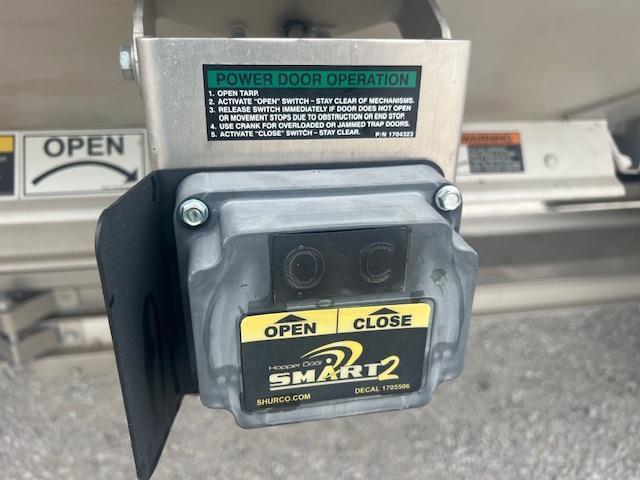 POWER DOOR OPERATION
1. OPEN TARP.
2. ACTIVATE "OPEN" SWITCH - STAY CLEAR OF MECHANISMS.
3. RELEASE SWITCH IMMEDIATELY IF DOOR DOES NOT OPEN
OR MOVEMENT STOPS DUE TO OBSTRUCTION OR END STOP.
4. USE CRANK FOR OVERLOADED OR JAMMED TRAP DOORS.
5. ACTIVATE "CLOSE" SWITCH - STAY CLEAR. P/N 1704323
OPEN
WARNING
O C
OPEN CLOSE
Hopper Door
SMART2
SHURCO.COM DECAL 1705506